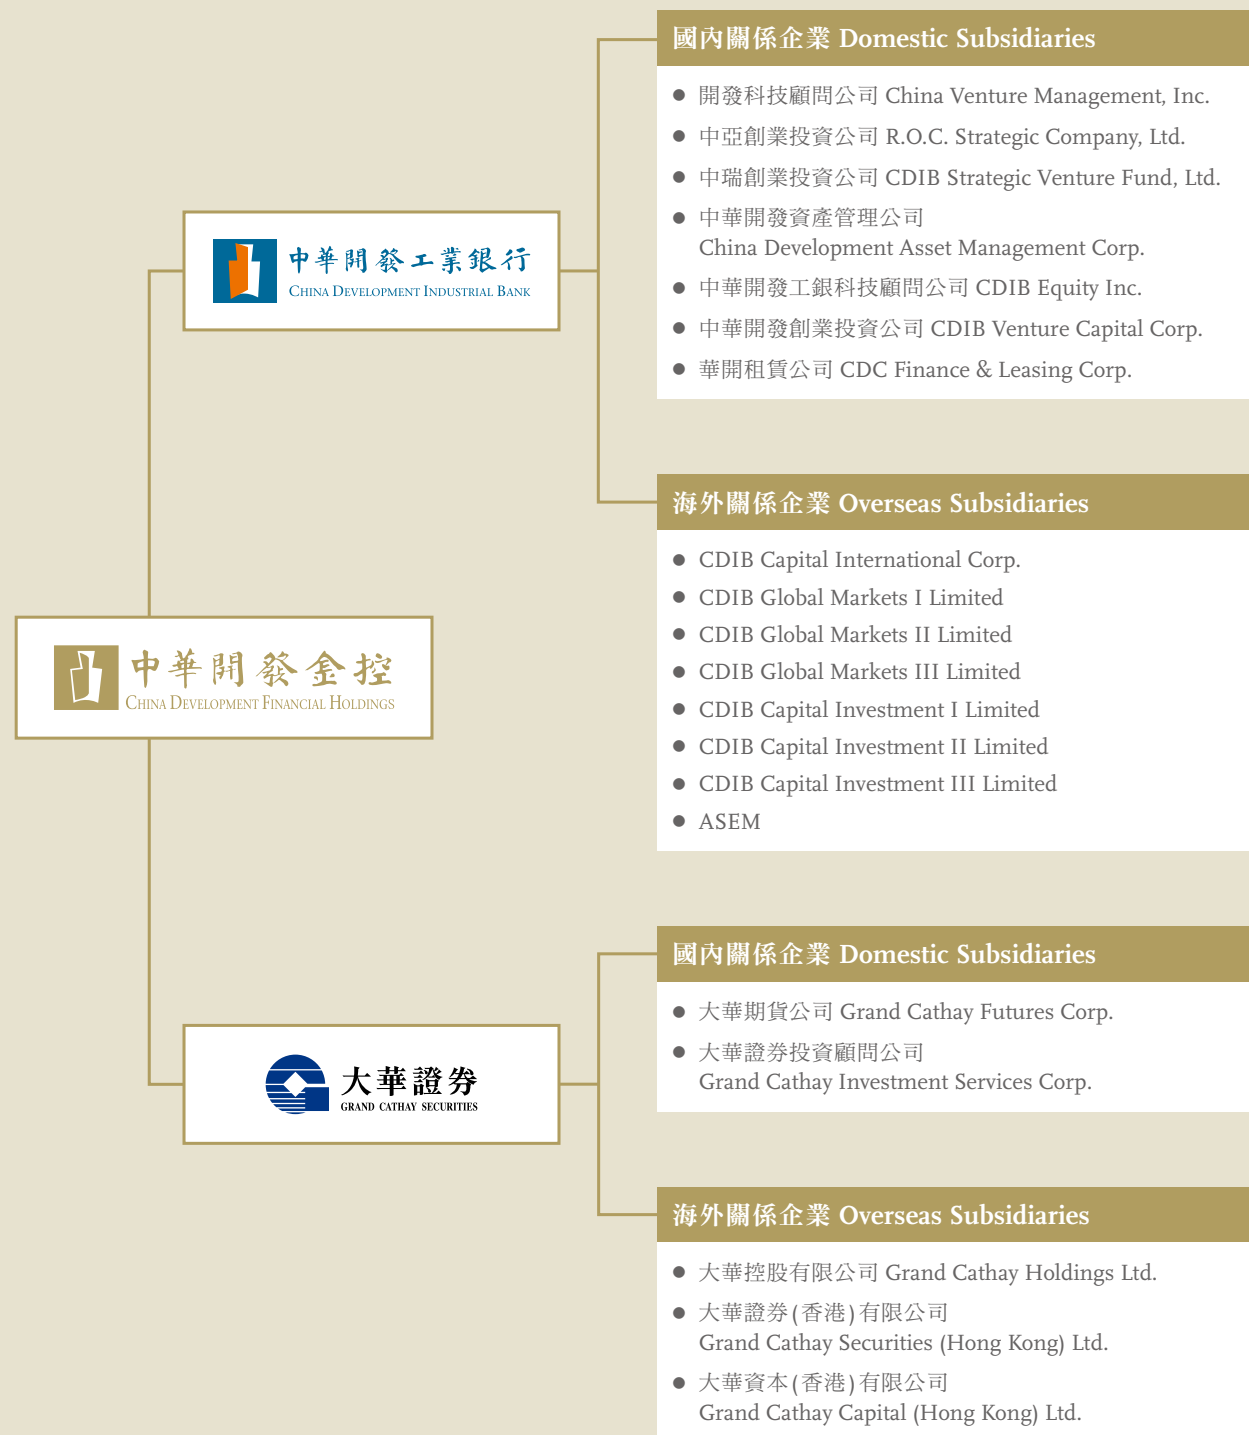 國內關係企業 Domestic Subsidiaries
開發科技顧問公司 China Venture Management, Inc.
中亞創業投資公司 R.O.C. Strategic Company, Ltd.
中瑞創業投資公司 CDIB Strategic Venture Fund, Ltd.
中華開發資產管理公司
China Development Asset Management Corp.
中華開發工銀科技顧問公司 CDIB Equity Inc.
中華開發創業投資公司 CDIB Venture Capital Corp.
華開租賃公司 CDC Finance & Leasing Corp.
中華開發工業銀行
CHINA DEVELOPMENT INDUSTRIAL BANK
海外關係企業 Overseas Subsidiaries
CDIB Capital International Corp.
CDIB Global Markets I Limited
CDIB Global Markets II Limited
CDIB Global Markets III Limited
CDIB Capital Investment I Limited
CDIB Capital Investment II Limited
CDIB Capital Investment III Limited
ASEM
中華開發金控
CHINA DEVELOPMENT FINANCIAL HOLDINGS
國內關係企業 Domestic Subsidiaries
大華期貨公司 Grand Cathay Futures Corp.
大華證券投資顧問公司
Grand Cathay Investment Services Corp.
大華證券
GRAND CATHAY SECURITIES
海外關係企業 Overseas Subsidiaries
大華控股有限公司 Grand Cathay Holdings Ltd.
大華證券(香港)有限公司
Grand Cathay Securities (Hong Kong) Ltd.
大華資本(香港)有限公司
Grand Cathay Capital (Hong Kong) Ltd.